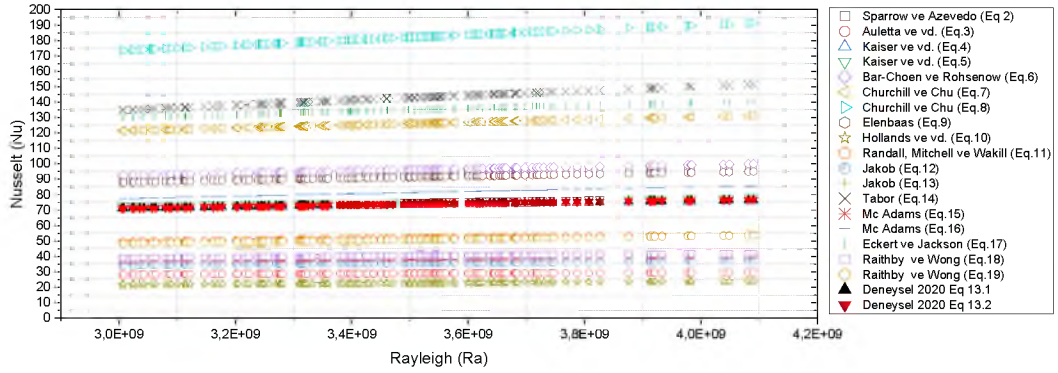 200
190
180
170
160
150
140
130
120
110
100
90
80
70
60
50
40
30
20
10
0
Nusselt (Nu)
3,0E+09 3,2E+09 3,4E+09 3,6E+09 3,8E+09 4,0E+09 4,2E+09
Rayleigh (Ra)
Sparrow ve Azevedo (Eq 2)
Auletta ve vd. (Eq.3)
Kaiser ve vd. (Eq.4)
Kaiser ve vd. (Eq.5)
Bar-Choen ve Rohsenow (Eq.6)
Churchill ve Chu (Eq.7)
Churchill ve Chu (Eq.8)
Elenbaas (Eq.9)
Hollands ve vd. (Eq.10)
Randall, Mitchell ve Wakill (Eq.11)
Jakob (Eq.12)
Jakob (Eq.13)
Tabor (Eq.14)
Mc Adams (Eq.15)
Mc Adams (Eq.16)
Eckert ve Jackson (Eq.17)
Raithby ve Wong (Eq.18)
Raithby ve Wong (Eq.19)
Deneysel 2020 Eq 13.1
Deneysel 2020 Eq 13.2